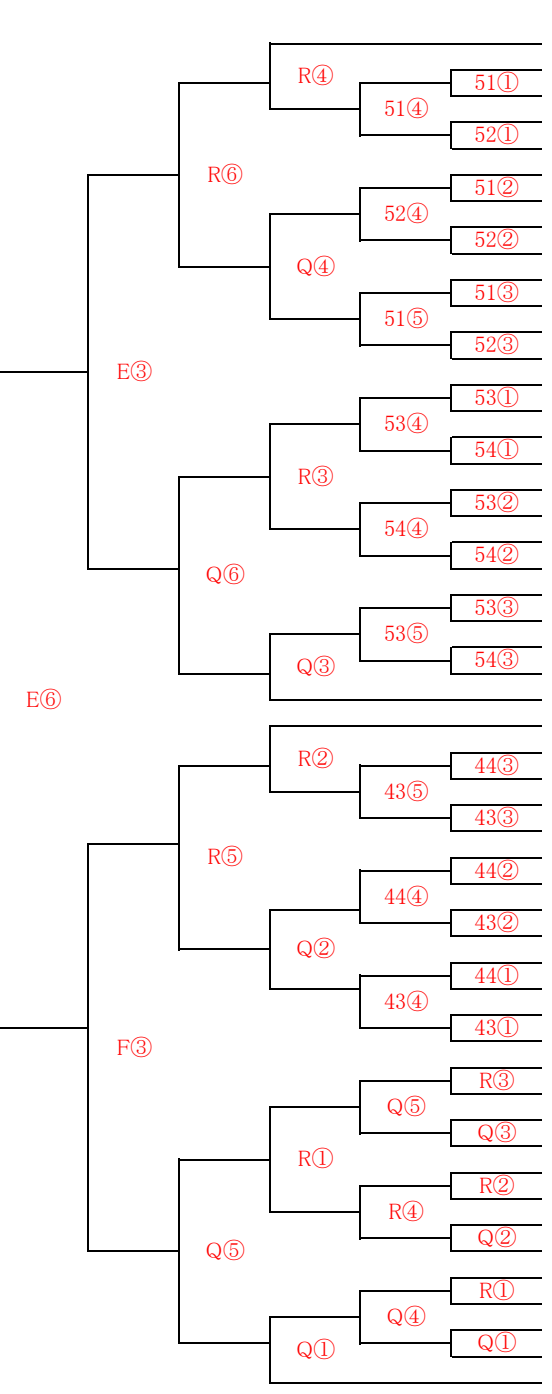 R④
51①
51④
52①
R⑥
51②
52④
52②
Q④
51③
51⑤
52③
E③
53①
53④
54①
R③
53②
54④
54②
Q⑥
53③
53⑤
54③
Q③
E⑥
R②
44③
43⑤
43③
R⑤
44②
44④
43②
Q②
44①
43④
43①
F③
R③
Q⑤
Q③
R①
R②
R④
Q②
Q⑤
R①
Q④
Q①
Q①